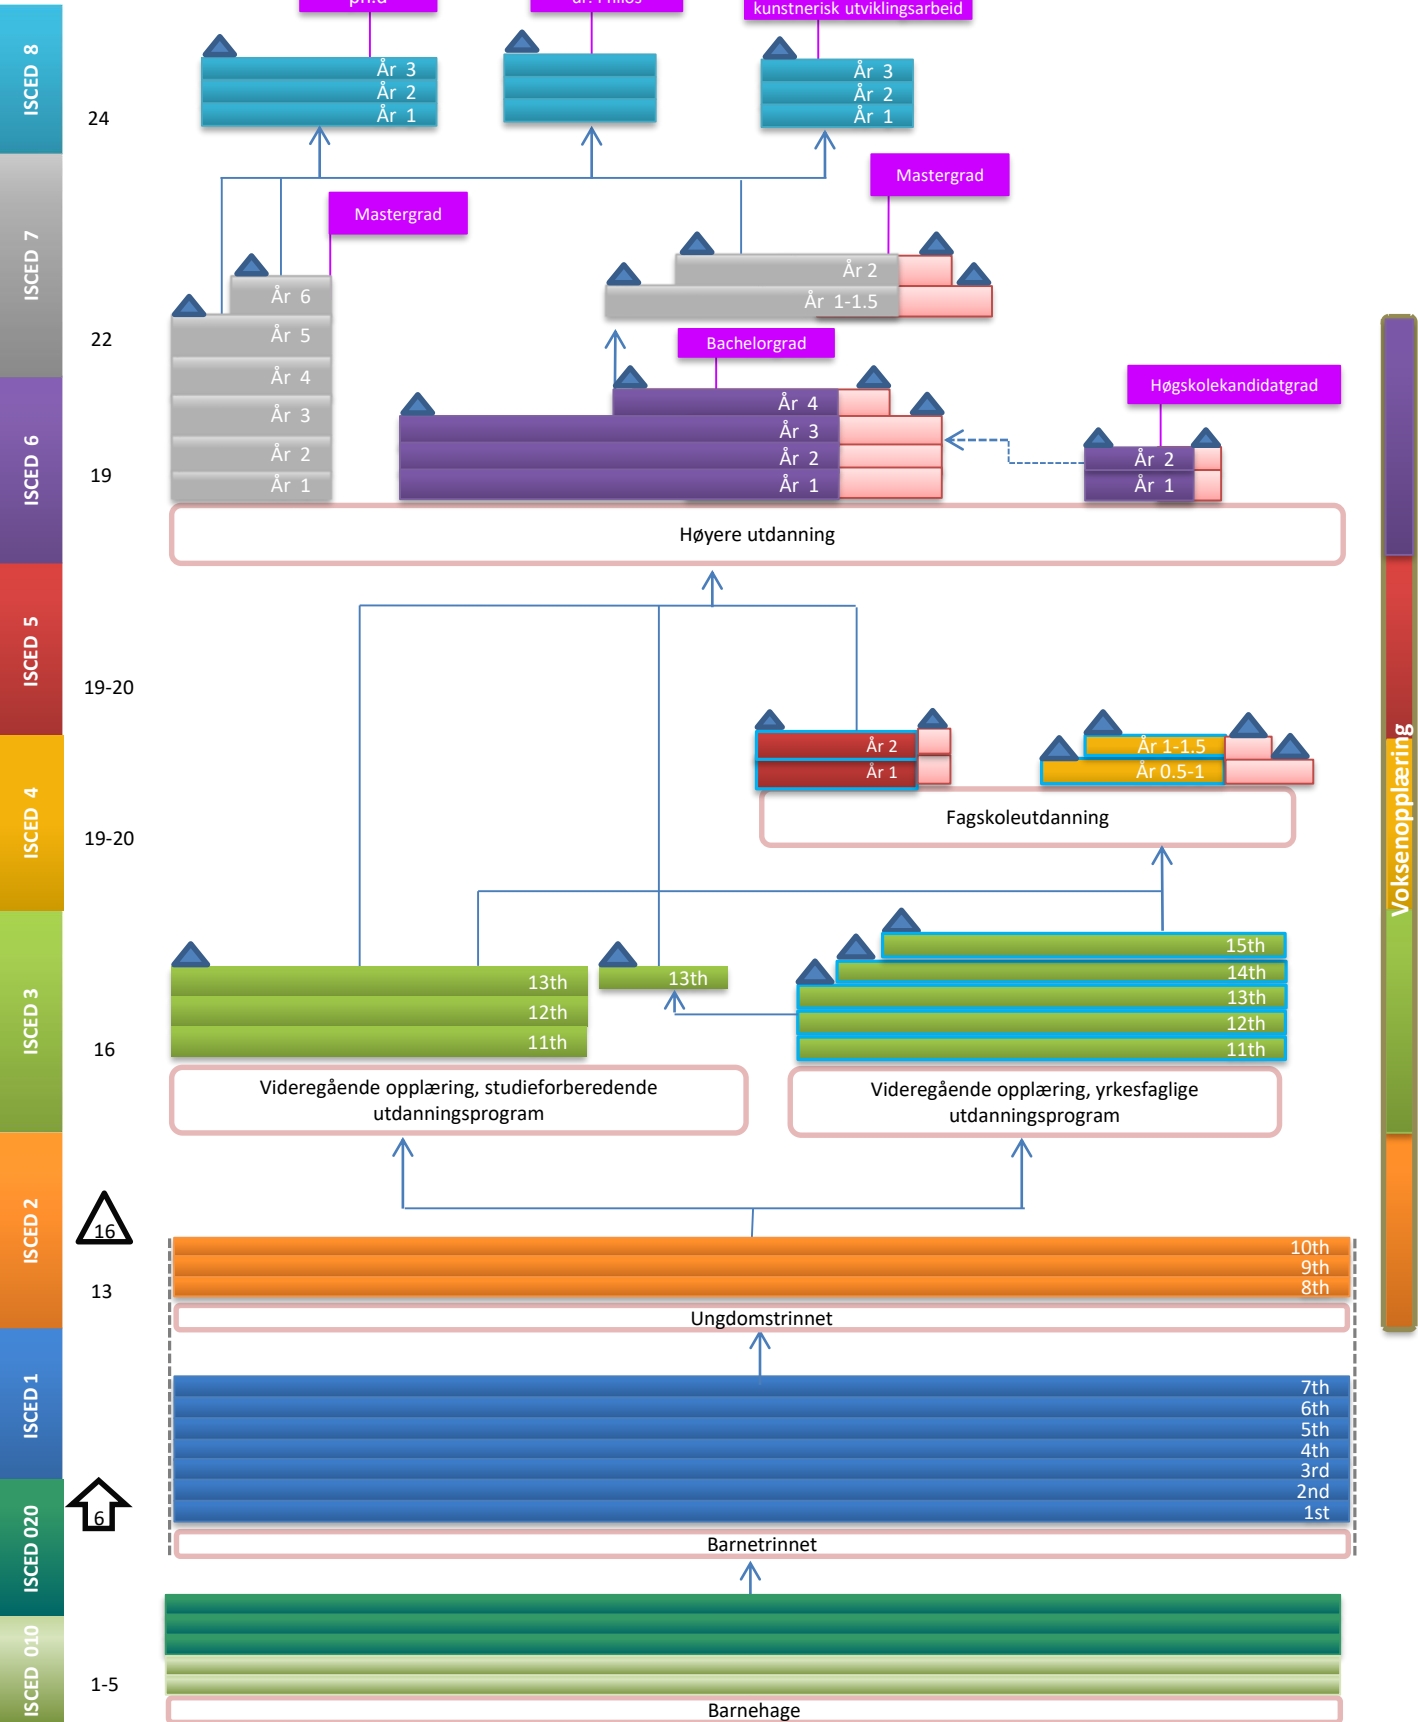 ph.d
dr. Philos
kunstnerisk utviklingsarbeid
ISCED 8
År 3
År 2
År 1
År 3
År 2
År 1
24
ISCED 7
Mastergrad
Mastergrad
År 6
År 5
År 4
År 3
År 2
År 1
År 2
År 1-1.5
22
Bachelorgrad
Høgskolekandidatgrad
ISCED 6
År 4
År 3
År 2
År 1
År 2
År 1
19
Høyere utdanning
ISCED 5
19-20
År 2
År 1
År 1-1.5
År 0.5-1
Fagskoleutdanning
ISCED 4
19-20
Voksenopplæring
ISCED 3
13th
12th
11th
13th
15th
14th
13th
12th
11th
16
Videregående opplæring, studieforberedende
utdanningsprogram
Videregående opplæring, yrkesfaglige
utdanningsprogram
ISCED 2
16
10th
9th
8th
13
Ungdomstrinnet
ISCED 1
7th
6th
5th
4th
3rd
2nd
1st
6
Barnetrinnet
ISCED 020
ISCED 010
1-5
Barnehage